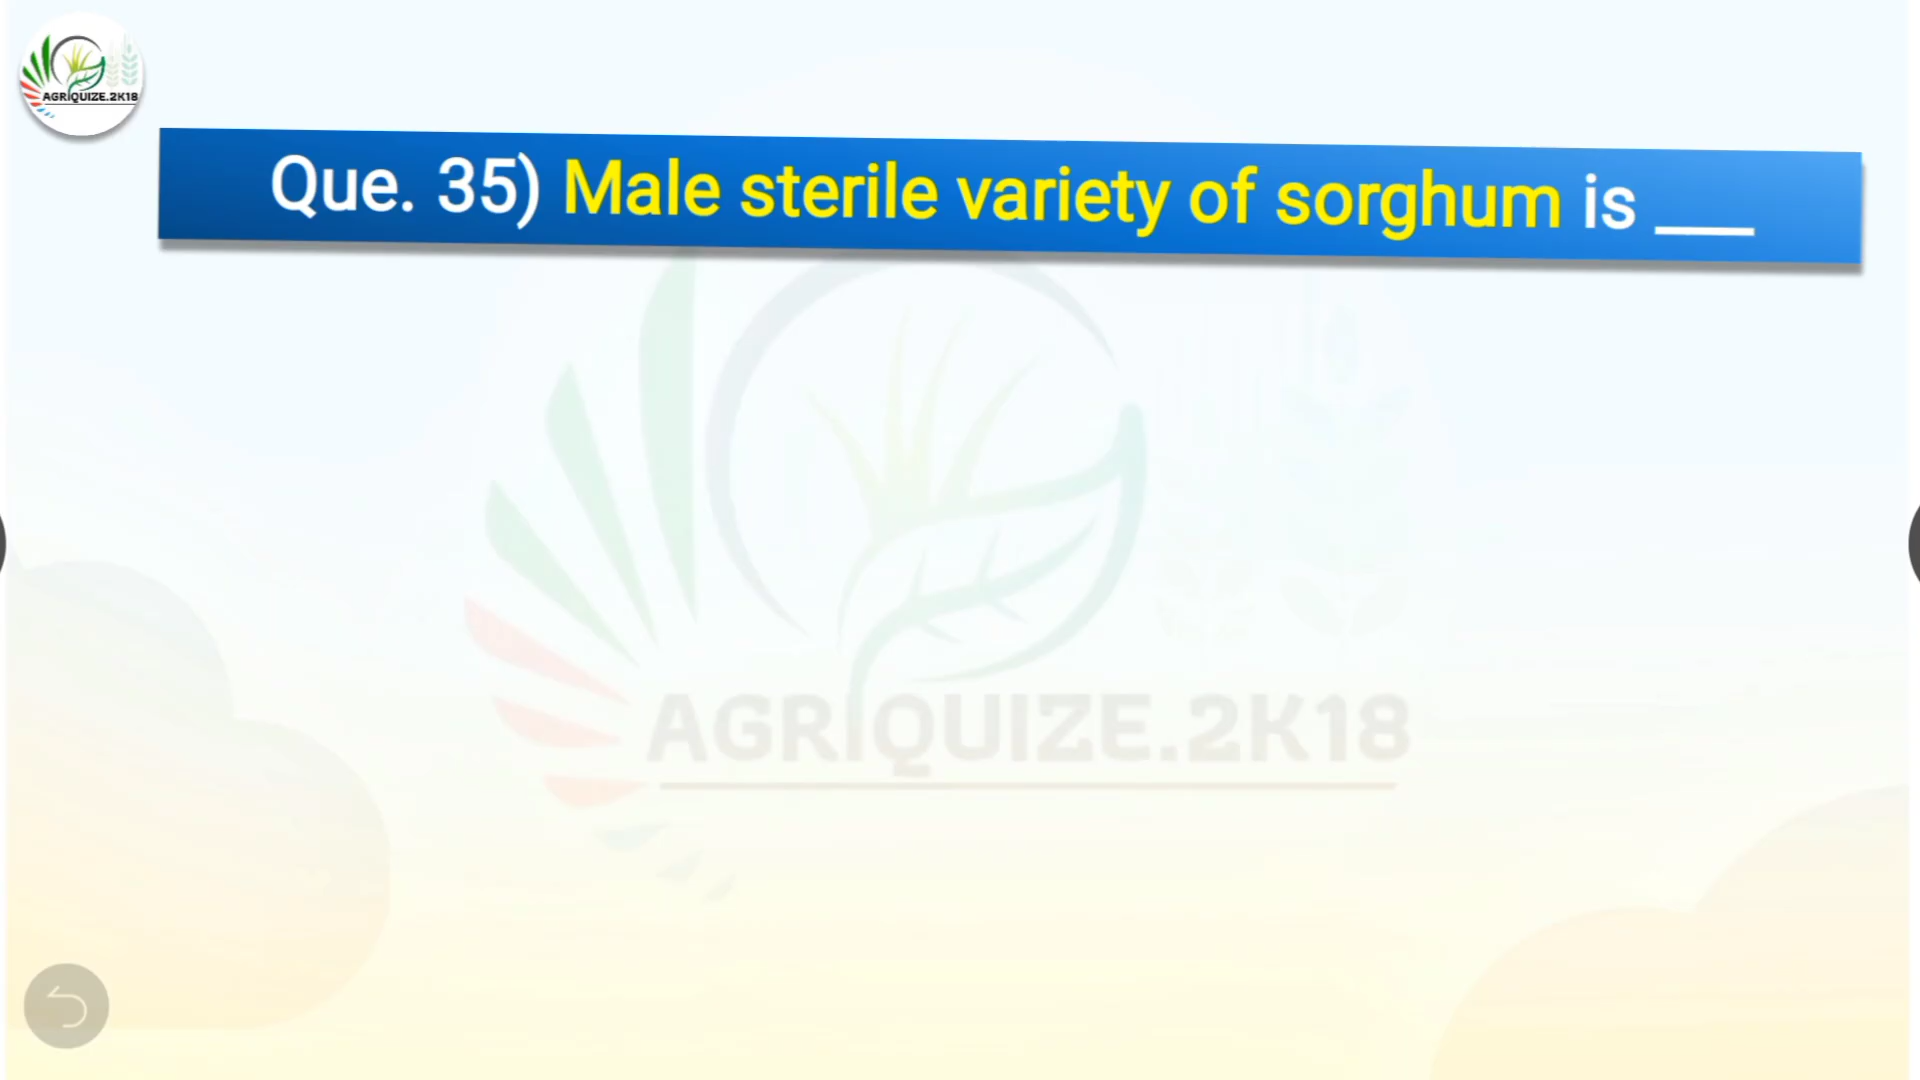 AGRIQUIZE.2K18
Que. 35) Male sterile variety of sorghum is ___
AGRIQUIZE.2K18